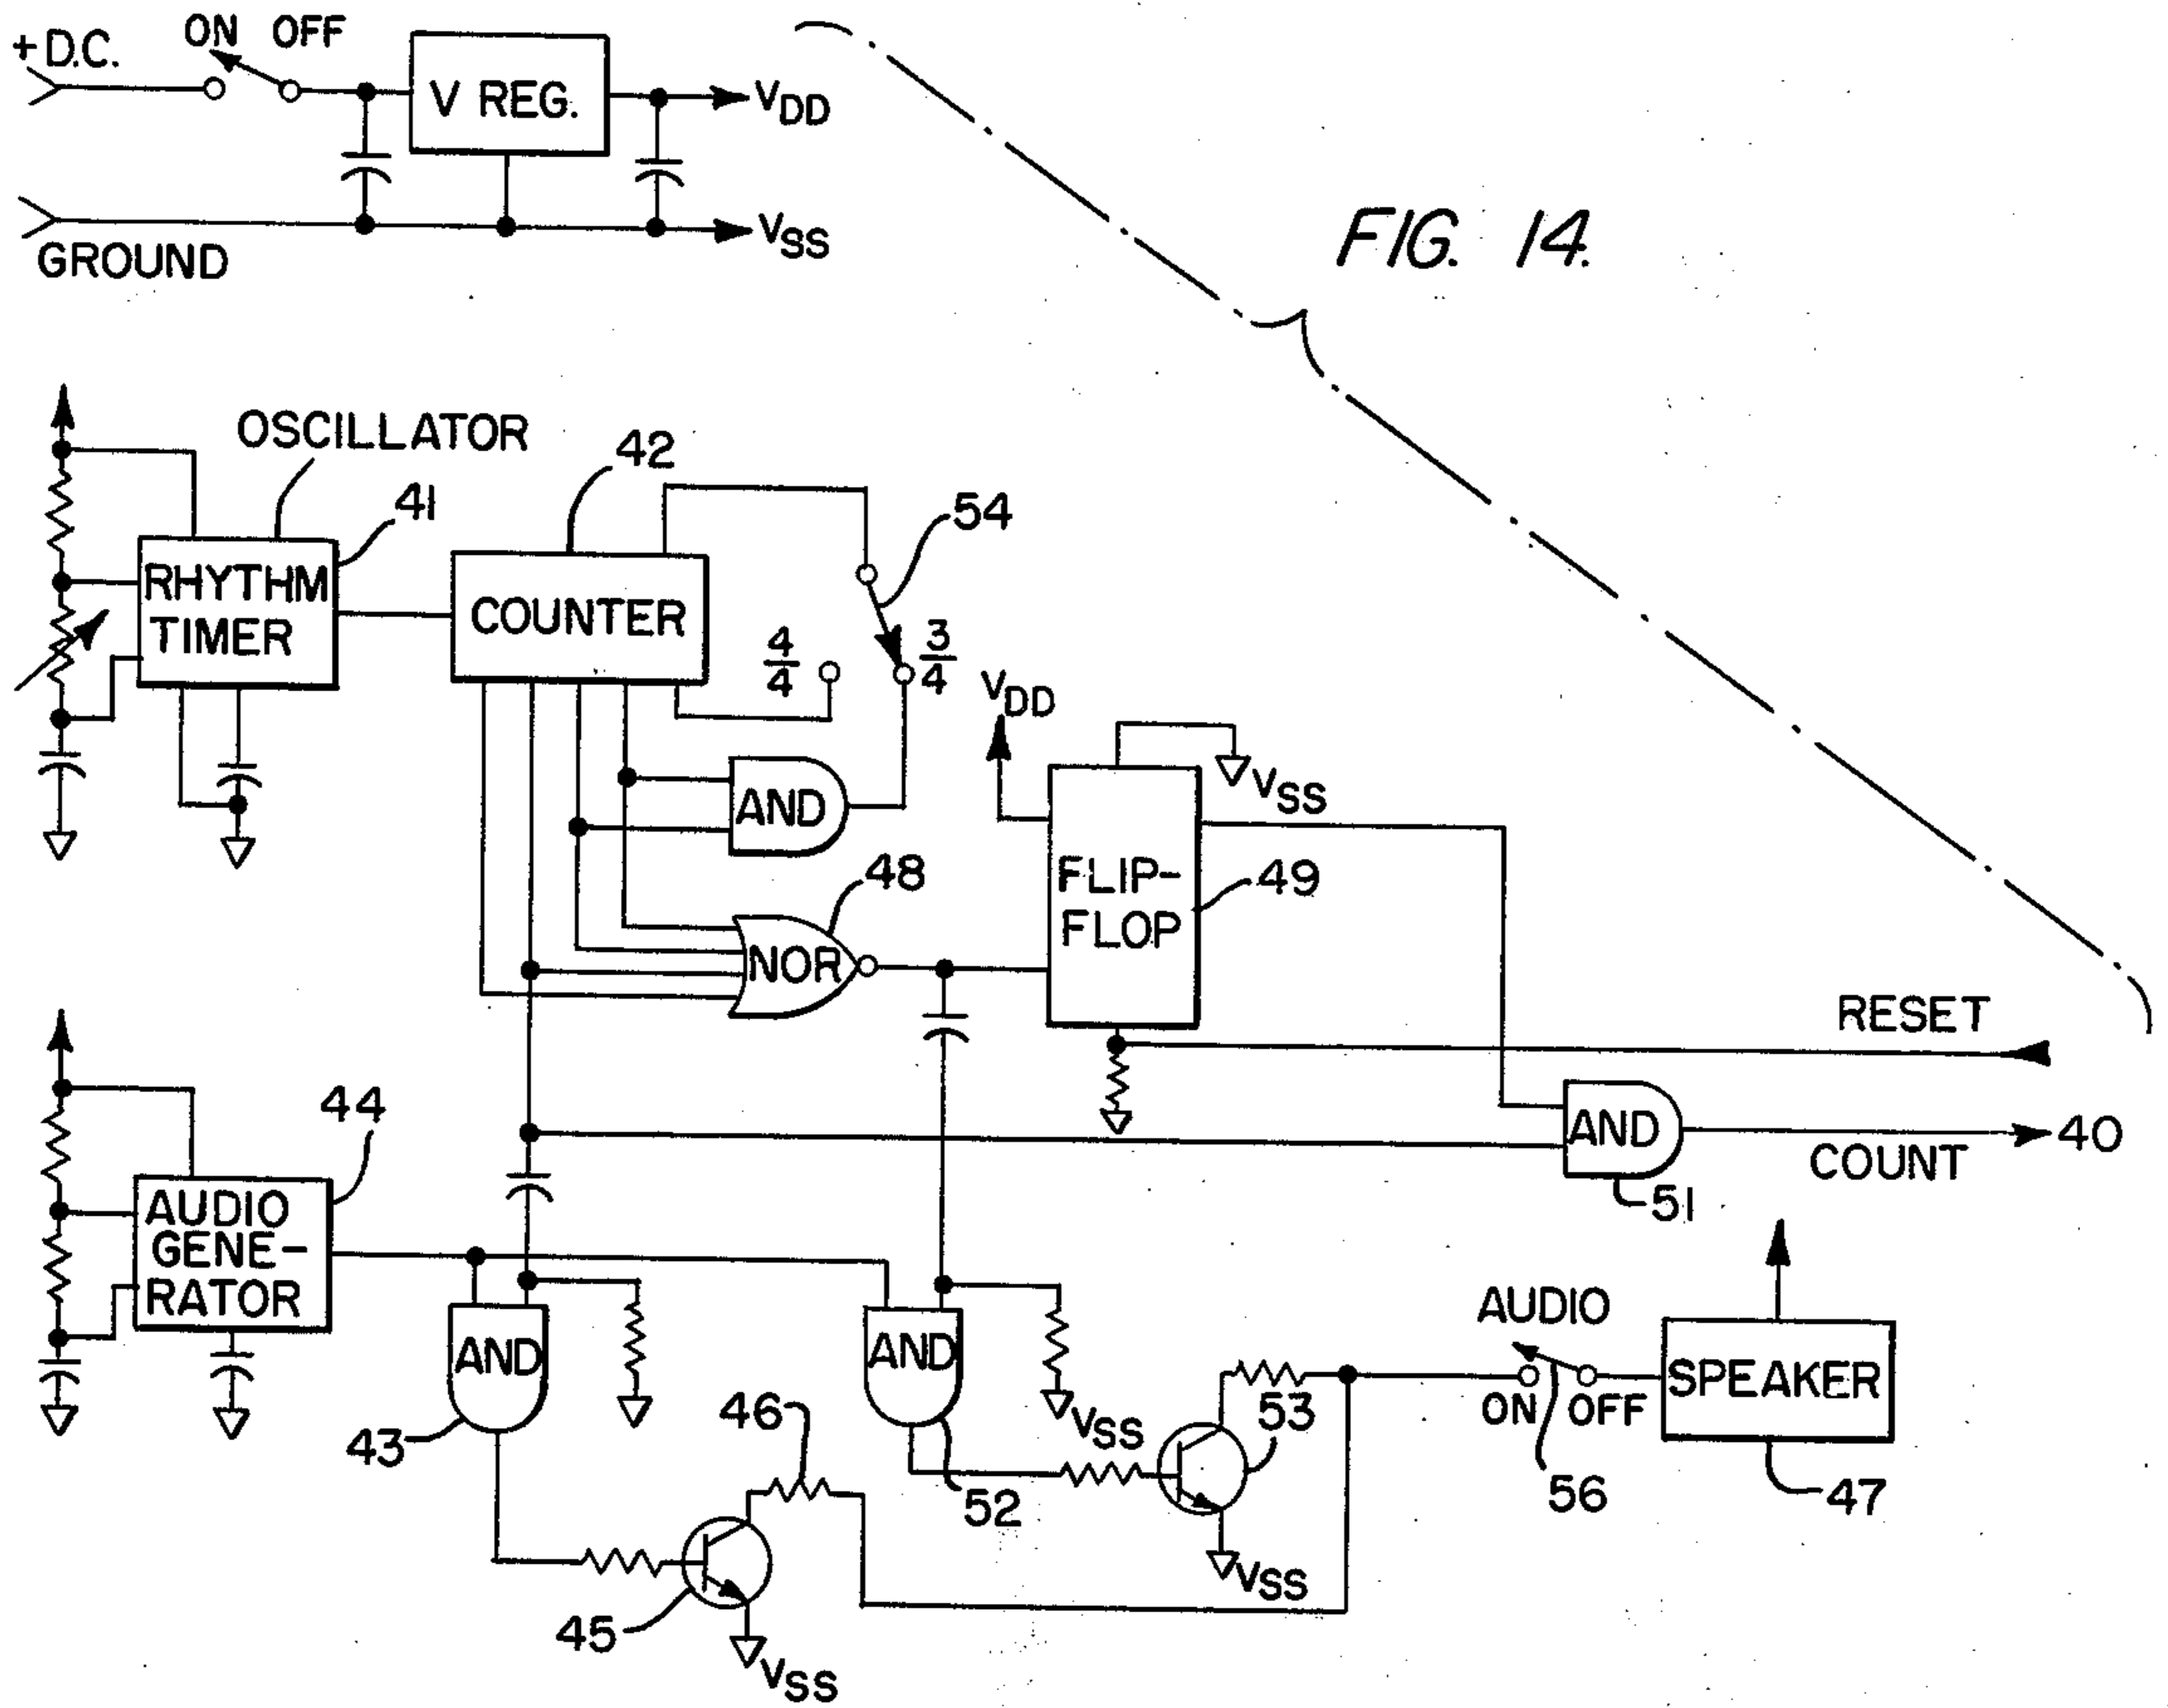 + D.C.
ON OFF
V REG.
VDD
GROUND
VSS
FIG. 14.
OSCILLATOR
41
42
54
RHYTHM
TIMER
COUNTER
4/4
3/4
VDD
AND
VSS
48
FLIP-
FLOP
49
NOR
RESET
44
AND
40
COUNT
51
AUDIO
GENE-
RATOR
AND
43
AND
52
46
VSS
53
AUDIO
ON OFF
56
SPEAKER
47
45
VSS
VSS